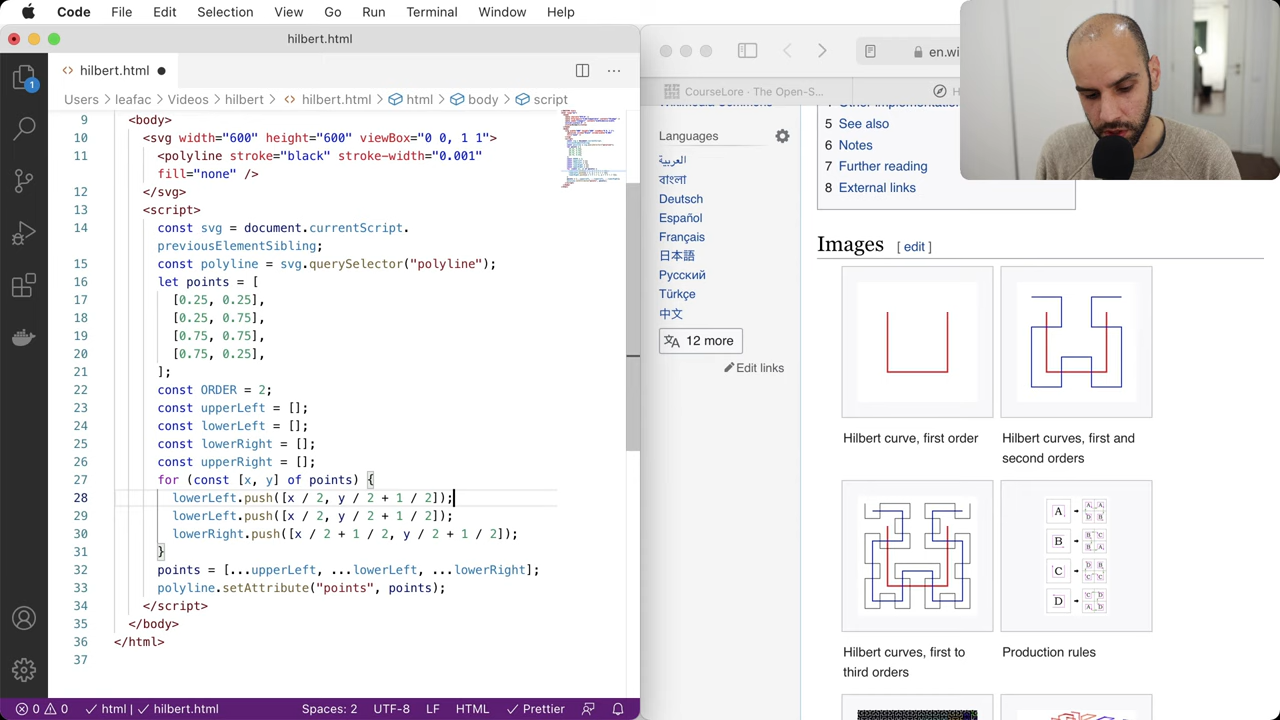 Code File Edit Selection View Go Run Terminal Window Help
hilbert.html
hilbert.html
Users leafac Videos hilbert hilbert.html html body script
1
9 <body>
10 <svg width="600" height="600" viewBox="0 0, 1 1">
11 <polyline stroke="black" stroke-width="0.001"
fill="none" />
12 </svg>
13 <script>
14 const svg = document.currentScript.
previousElementSibling;
15 const polyline = svg.querySelector("polyline");
16 let points = [
17 [0.25, 0.25],
18 [0.25, 0.75],
19 [0.75, 0.75],
20 [0.75, 0.25],
21 ];
22 const ORDER = 2;
23 const upperLeft = [];
24 const lowerLeft = [];
25 const lowerRight = [];
26 const upperRight = [];
27 for (const [x, y] of points) {
28 lowerLeft.push([x / 2, y / 2 + 1 / 2]);
29 lowerLeft.push([x / 2, y / 2 + 1 / 2]);
30 lowerRight.push([x / 2 + 1 / 2, y / 2 + 1 / 2]);
31 }
32 points = [...upperLeft, ...lowerLeft, ...lowerRight];
33 polyline.setAttribute("points", points);
34 </script>
35 </body>
36 </html>
37
0 0 html hilbert.html Spaces: 2 UTF-8 LF HTML Prettier
en.wi
CourseLore: The Open-S... H
Wikimedia Commons
Languages
العربية
বাংলা
Deutsch
Español
Français
日本語
Русский
Türkçe
中文
12 more
Edit links
5 See also
6 Notes
7 Further reading
8 External links
Images [ edit ]
Hilbert curve, first order
Hilbert curves, first and
second orders
Hilbert curves, first to
third orders
A
B
C
D
Production rules